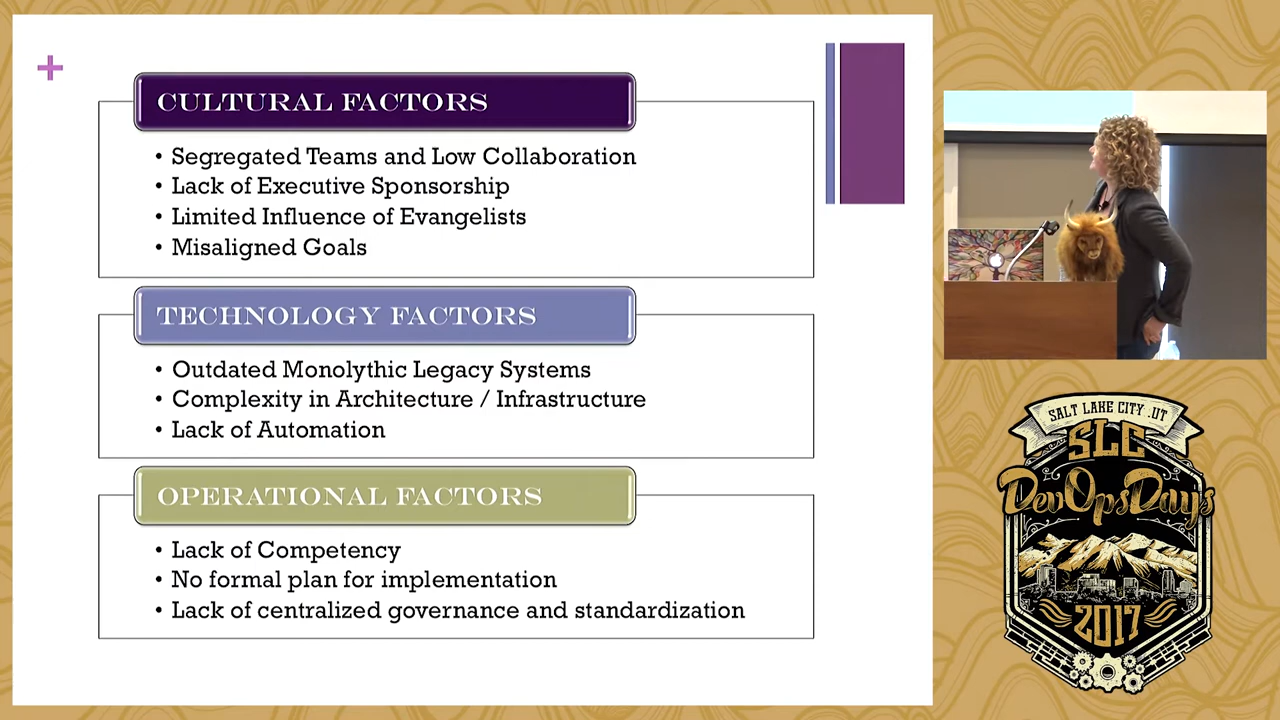 +
CULTURAL FACTORS
• Segregated Teams and Low Collaboration
• Lack of Executive Sponsorship
• Limited Influence of Evangelists
• Misaligned Goals
TECHNOLOGY FACTORS
• Outdated Monolythic Legacy Systems
• Complexity in Architecture / Infrastructure
• Lack of Automation
OPERATIONAL FACTORS
• Lack of Competency
• No formal plan for implementation
• Lack of centralized governance and standardization
SALT LAKE CITY .UT
SLC
DevOpsDays
2017